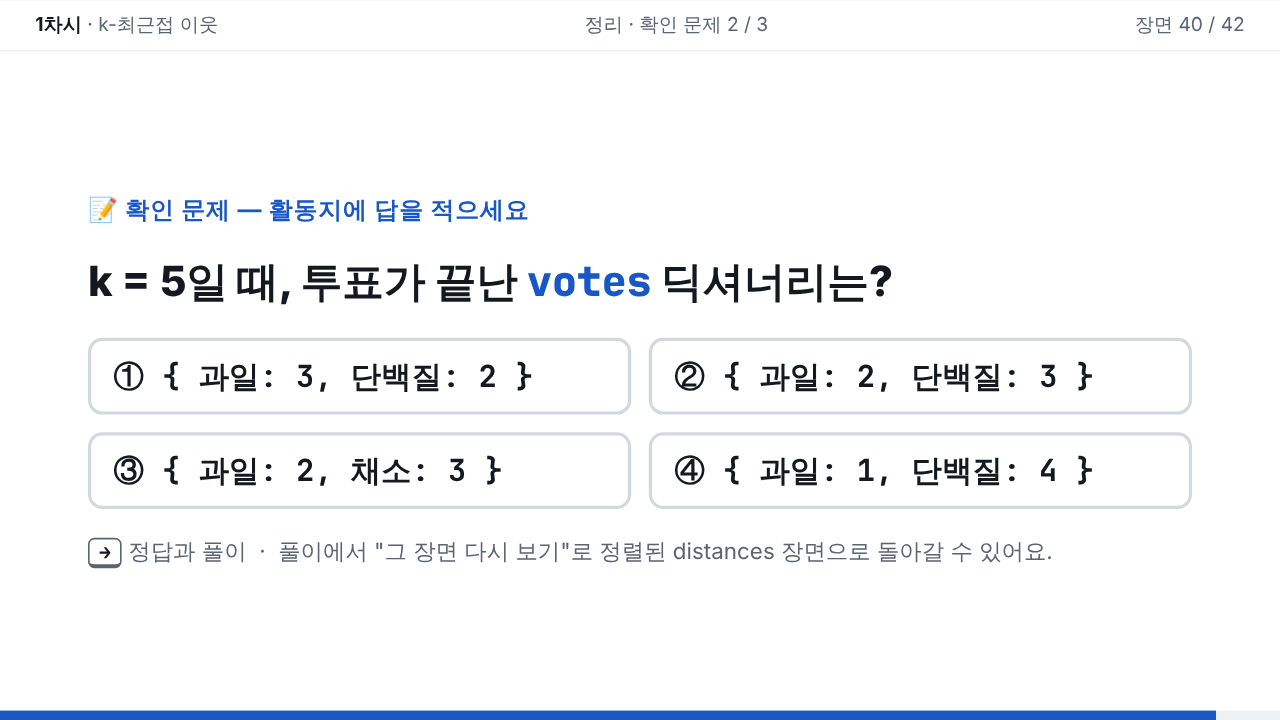 1차시 · k-최근접 이웃
정리 · 확인 문제 2 / 3
장면 40 / 42
📝 확인 문제 — 활동지에 답을 적으세요
k = 5일 때, 투표가 끝난 votes 딕셔너리는?
① { 과일: 3, 단백질: 2 }
② { 과일: 2, 단백질: 3 }
③ { 과일: 2, 채소: 3 }
④ { 과일: 1, 단백질: 4 }
→ 정답과 풀이 · 풀이에서 "그 장면 다시 보기"로 정렬된 distances 장면으로 돌아갈 수 있어요.